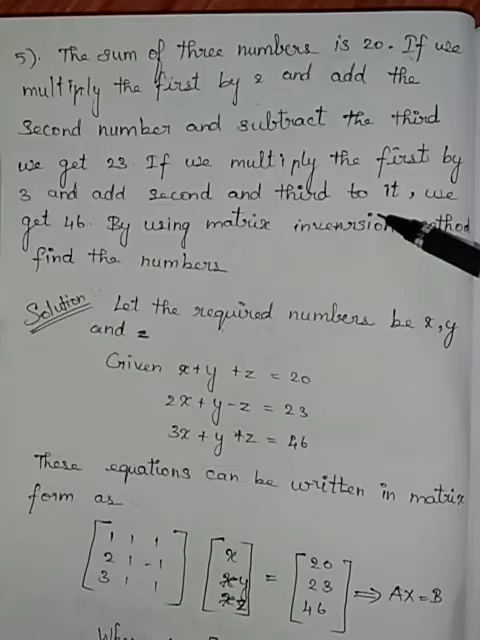 5). The sum of three numbers is 20. If we
multiply the first by 2 and add the
second number and subtract the third
we get 23. If we multiply the first by
3 and add second and third to it, we
get 46. By using matrix
find the numbers
Solution Let the required numbers be x, y
and z
Given x+y+z = 20
2x+y-z = 23
3x+y+z = 46
These equations can be written in matrix
form as
[1 1 1
2 1 -1
3 1 1] [x
y
z] = [20
23
46] ⟹ AX=B